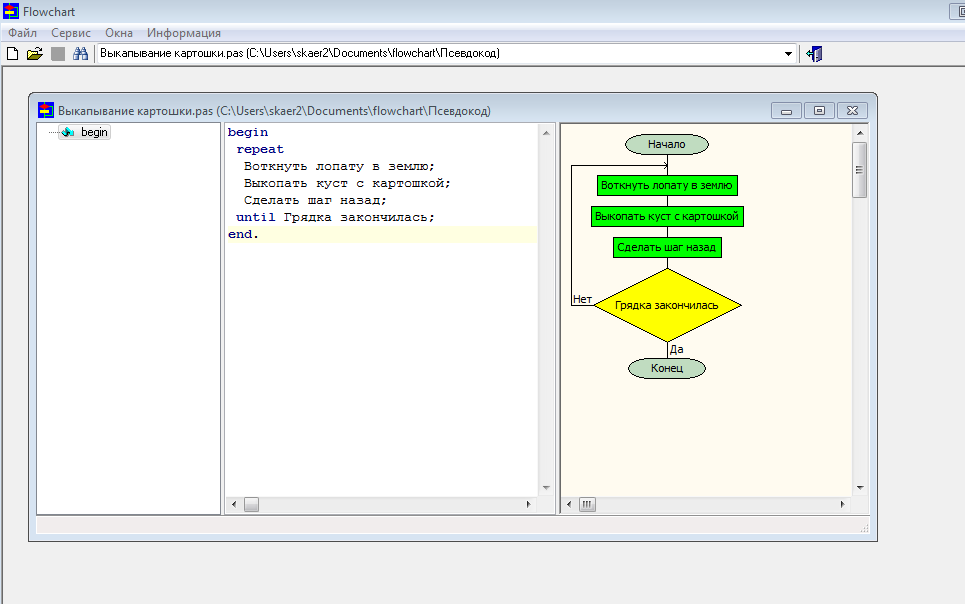 Flowchart
Файл Сервис Окна Информация
Выкапывание картошки.pas (C:\Users\skaer2\Documents\flowchart\Псевдокод)
Выкапывание картошки.pas (C:\Users\skaer2\Documents\flowchart\Псевдокод)
begin
begin
repeat
Воткнуть лопату в землю;
Выкопать куст с картошкой;
Сделать шаг назад;
until Грядка закончилась;
end.
Начало
Воткнуть лопату в землю
Выкопать куст с картошкой
Сделать шаг назад
Нет
Грядка закончилась
Да
Конец